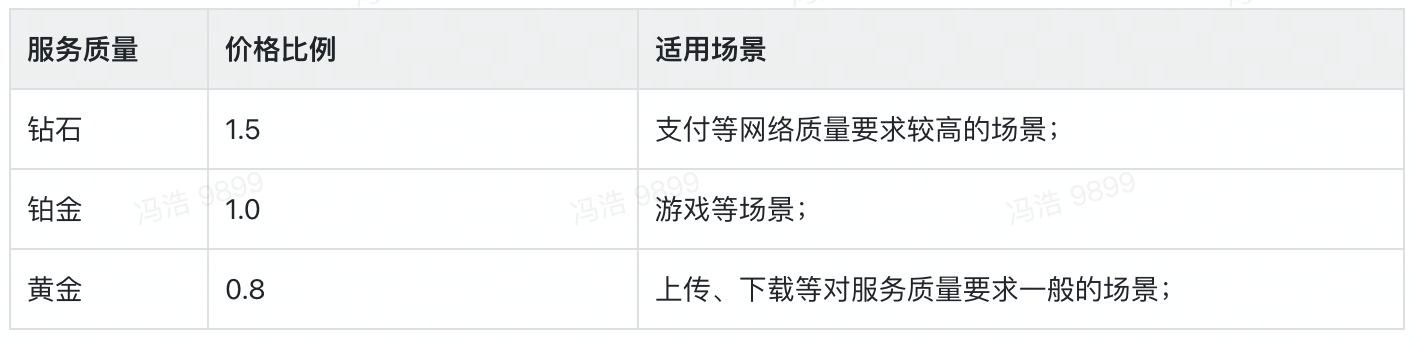 服务质量 价格比例 适用场景
钻石 1.5 支付等网络质量要求较高的场景；
铂金 1.0 游戏等场景；
黄金 0.8 上传、下载等对服务质量要求一般的场景；
冯浩 9899 冯浩 9899 冯浩 9899